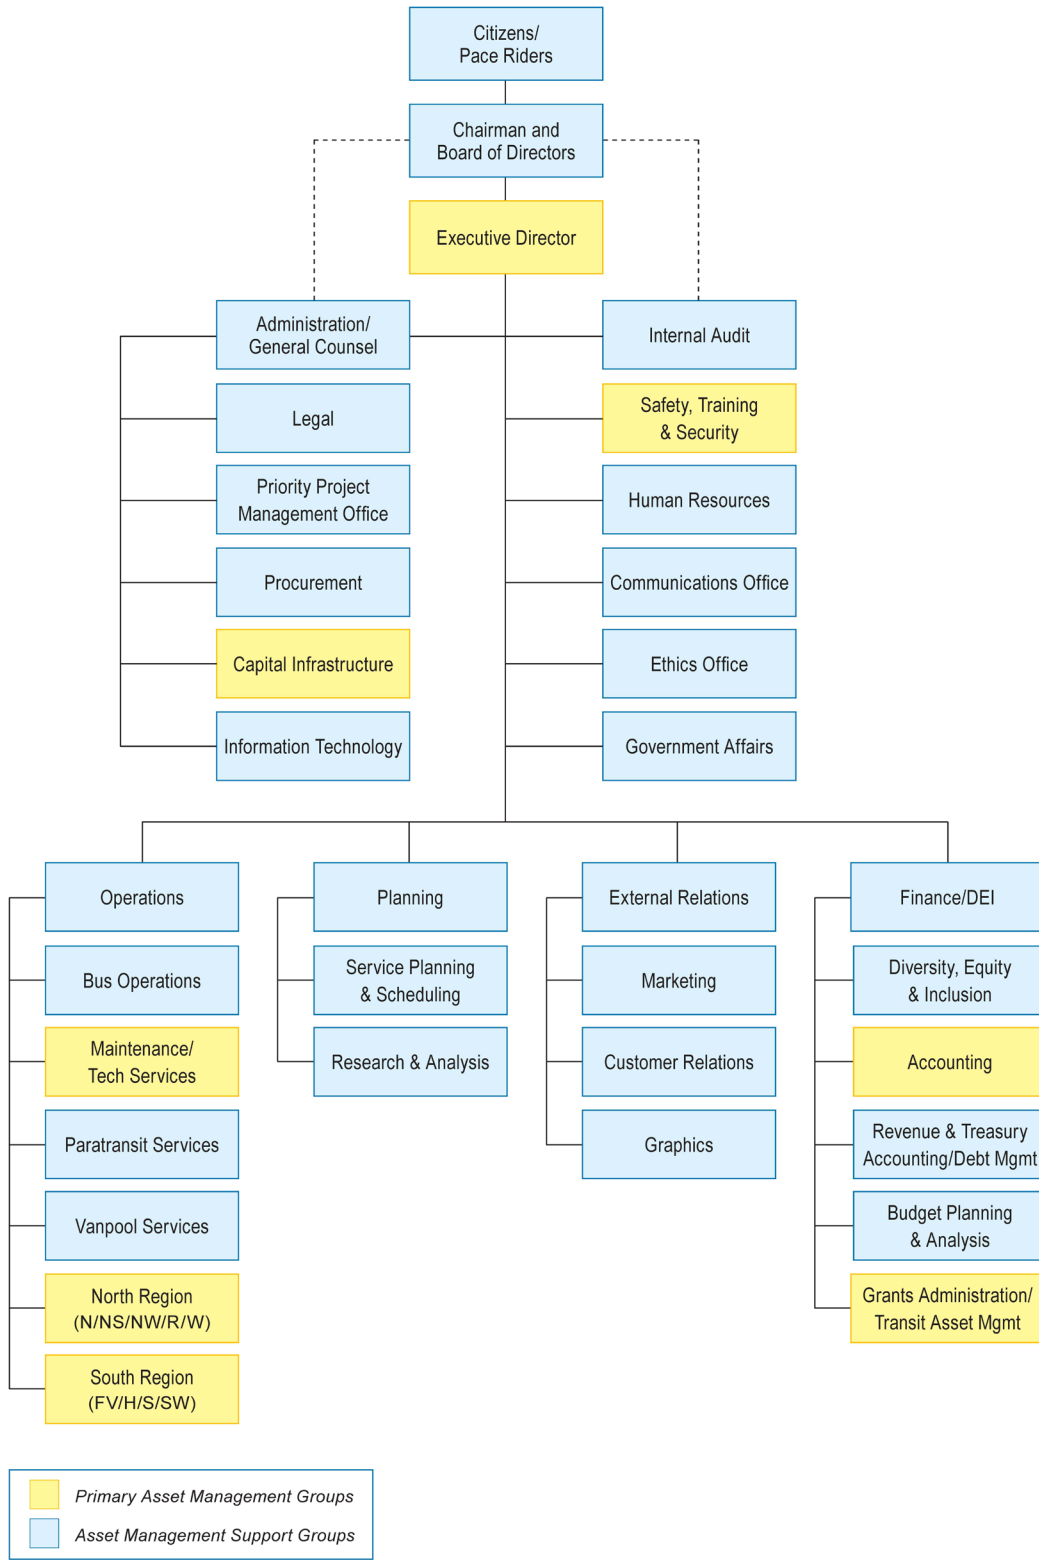 Citizens/
Pace Riders
Chairman and
Board of Directors
Executive Director
Administration/
General Counsel
Legal
Priority Project
Management Office
Procurement
Capital Infrastructure
Information Technology
Internal Audit
Safety, Training
& Security
Human Resources
Communications Office
Ethics Office
Government Affairs
Operations
Bus Operations
Maintenance/
Tech Services
Paratransit Services
Vanpool Services
North Region
(N/NS/NW/R/W)
South Region
(FV/H/S/SW)
Planning
Service Planning
& Scheduling
Research & Analysis
External Relations
Marketing
Customer Relations
Graphics
Finance/DEI
Diversity, Equity
& Inclusion
Accounting
Revenue & Treasury
Accounting/Debt Mgmt
Budget Planning
& Analysis
Grants Administration/
Transit Asset Mgmt
Primary Asset Management Groups
Asset Management Support Groups